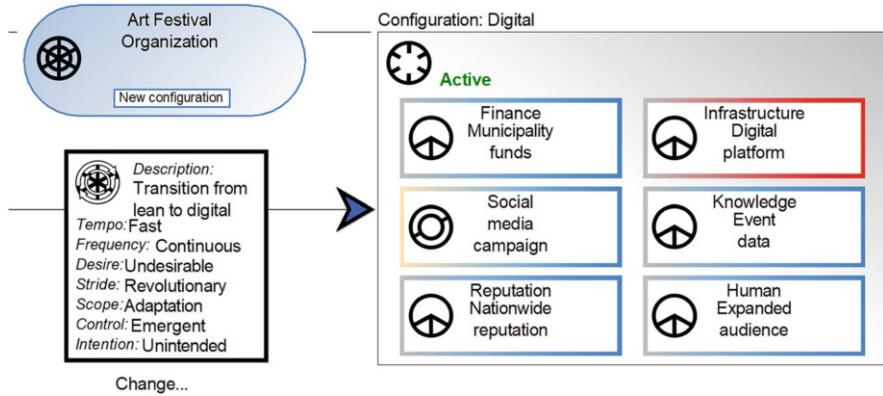 Art Festival
Organization
New configuration
Description:
Transition from
lean to digital
Tempo: Fast
Frequency: Continuous
Desire: Undesirable
Stride: Revolutionary
Scope: Adaptation
Control: Emergent
Intention: Unintended
Change...
Configuration: Digital
Active
Finance
Municipality
funds
Infrastructure
Digital
platform
Social
media
campaign
Knowledge
Event
data
Reputation
Nationwide
reputation
Human
Expanded
audience